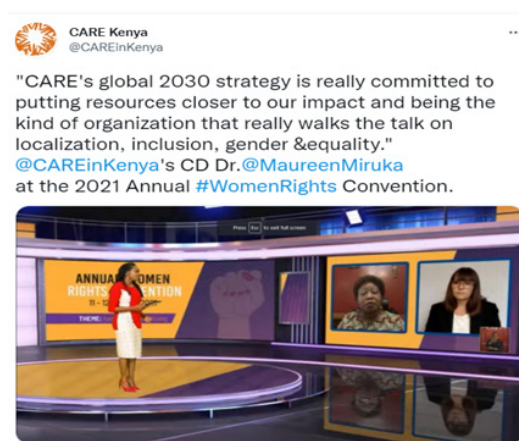 CARE Kenya
@CAREinKenya
"CARE's global 2030 strategy is really committed to
putting resources closer to our impact and being the
kind of organization that really walks the talk on
localization, inclusion, gender &equality."
@CAREinKenya's CD Dr.@MaureenMiruka
at the 2021 Annual #WomenRights Convention.
Press Esc to exit full screen
ANNUAL WOMEN
RIGHTS
THEME